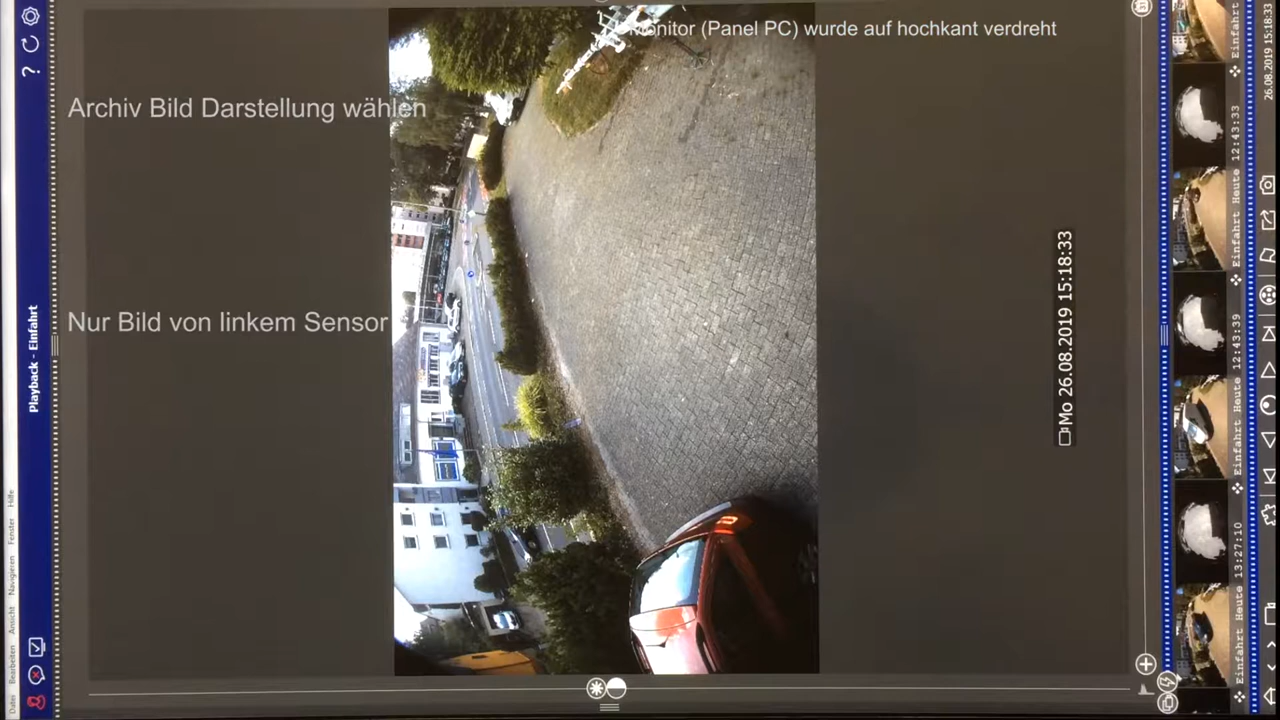 Monitor (Panel PC) wurde auf hochkant verdreht
Archiv Bild Darstellung wählen
Nur Bild von linkem Sensor
Playback - Einfahrt
Datei Bearbeiten Ansicht Navigieren Fenster Hilfe
Mo 26.08.2019 15:18:33
Einfahrt Heute 13:27:10
Einfahrt Heute 12:43:39
Einfahrt Heute 12:43:33
Einfahrt
26.08.2019 15:18:33